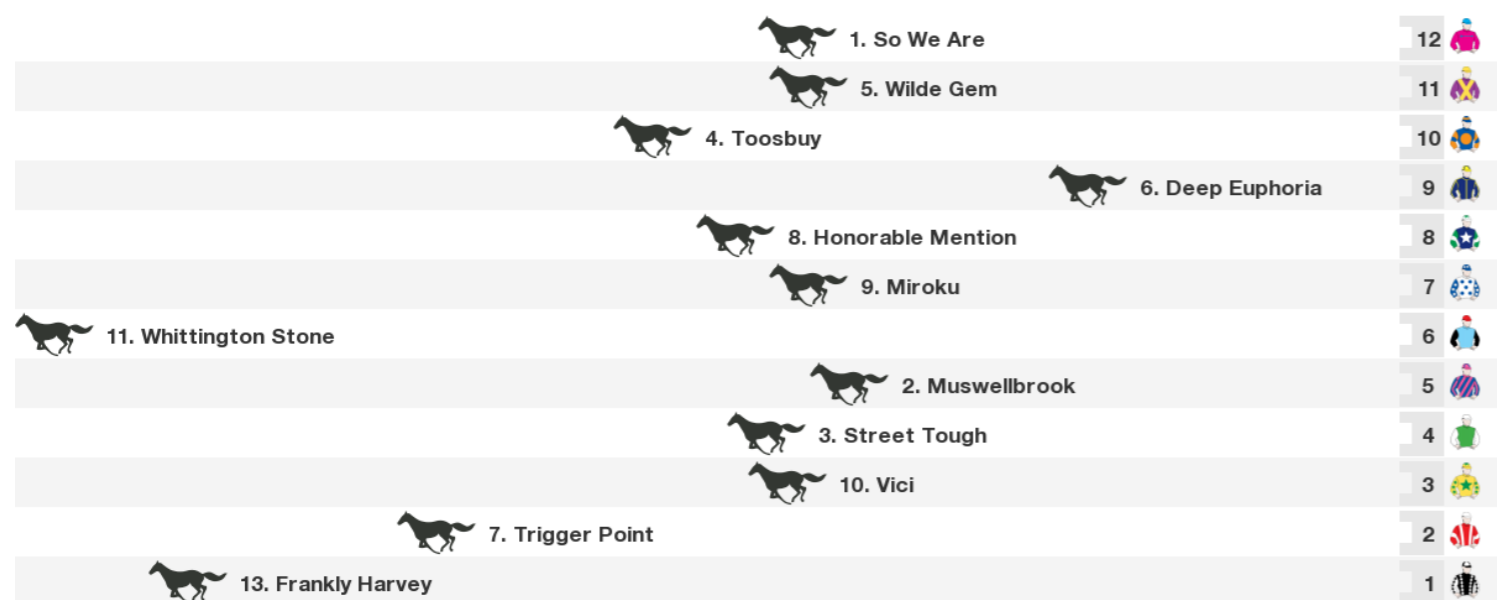 1. So We Are 12
5. Wilde Gem 11
4. Toosbuy 10
6. Deep Euphoria 9
8. Honorable Mention 8
9. Miroku 7
11. Whittington Stone 6
2. Muswellbrook 5
3. Street Tough 4
10. Vici 3
7. Trigger Point 2
13. Frankly Harvey 1